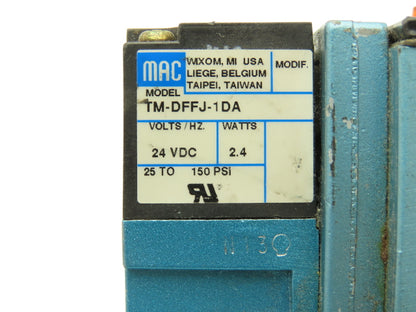 MAC
WIXOM, MI USA
LIEGE, BELGIUM
TAIPEI, TAIWAN
MODIF.
MODEL
TM-DFFJ-1DA
VOLTS/HZ. WATTS
24 VDC 2.4
25 TO 150 PSI
N130